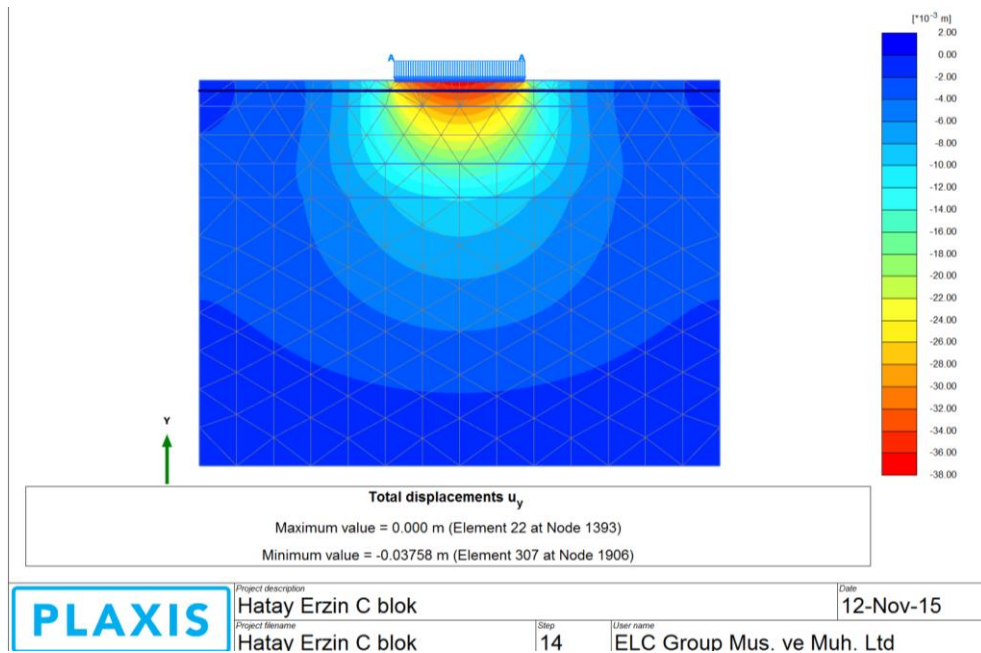 [*10⁻³ m]
A A
2.00
0.00
-2.00
-4.00
-6.00
-8.00
-10.00
-12.00
-14.00
-16.00
-18.00
-20.00
-22.00
-24.00
-26.00
-28.00
-30.00
-32.00
-34.00
-36.00
-38.00
Y
Total displacements uy
Maximum value = 0.000 m (Element 22 at Node 1393)
Minimum value = -0.03758 m (Element 307 at Node 1906)
PLAXIS
Project description
Hatay Erzin C blok
Date
12-Nov-15
Project filename
Hatay Erzin C blok
Step
14
User name
ELC Group Mus. ve Muh. Ltd